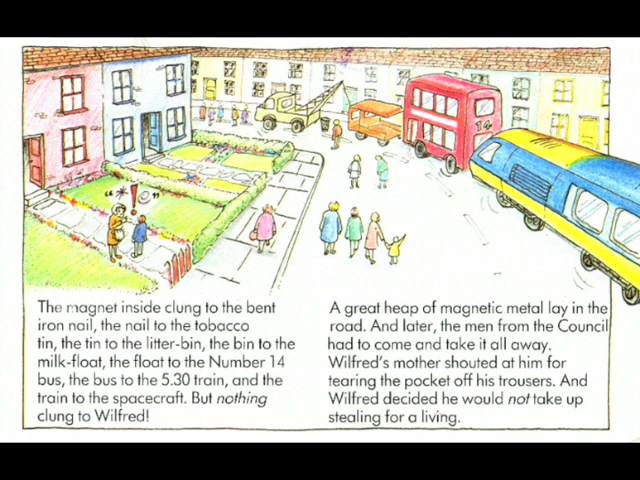 "*!@"
14
The magnet inside clung to the bent
iron nail, the nail to the tobacco
tin, the tin to the litter-bin, the bin to the
milk-float, the float to the Number 14
bus, the bus to the 5.30 train, and the
train to the spacecraft. But nothing
clung to Wilfred!
A great heap of magnetic metal lay in the
road. And later, the men from the Council
had to come and take it all away.
Wilfred's mother shouted at him for
tearing the pocket off his trousers. And
Wilfred decided he would not take up
stealing for a living.